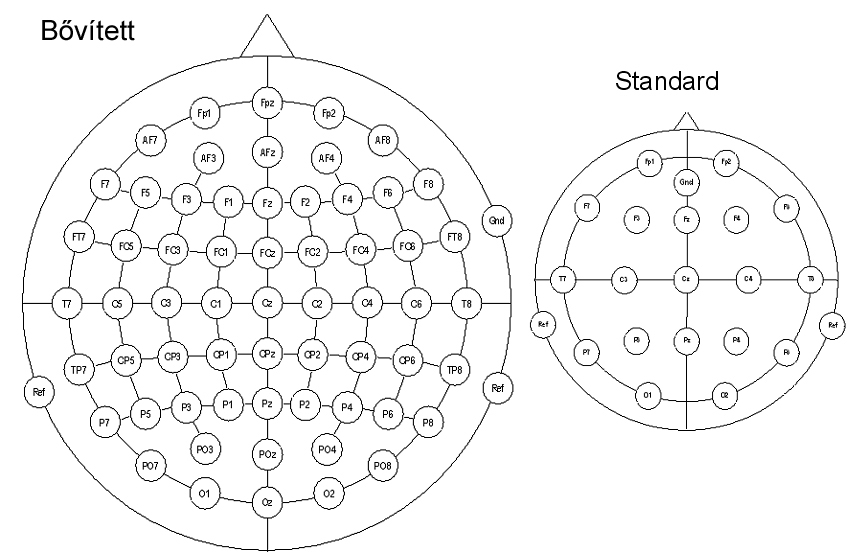 Bővített
Standard
Fpz
Fp1 Fp2
AF7 AF8
AF3 AFz AF4
F7 F5 F3 F1 Fz F2 F4 F6 F8
Gnd
FT7 FC5 FC3 FC1 FCz FC2 FC4 FC6 FT8
T7 C5 C3 C1 Cz C2 C4 C6 T8
TP7 CP5 CP3 CP1 CPz CP2 CP4 CP6 TP8
Ref Ref
P7 P5 P3 P1 Pz P2 P4 P6 P8
PO3 POz PO4
PO7 PO8
O1 O2
Oz
Fp1 Fp2
Gnd
F7 F3 Fz F4
T7 C3 Cz C4 T8
Ref Ref
P7 Pz P4
O1 O2